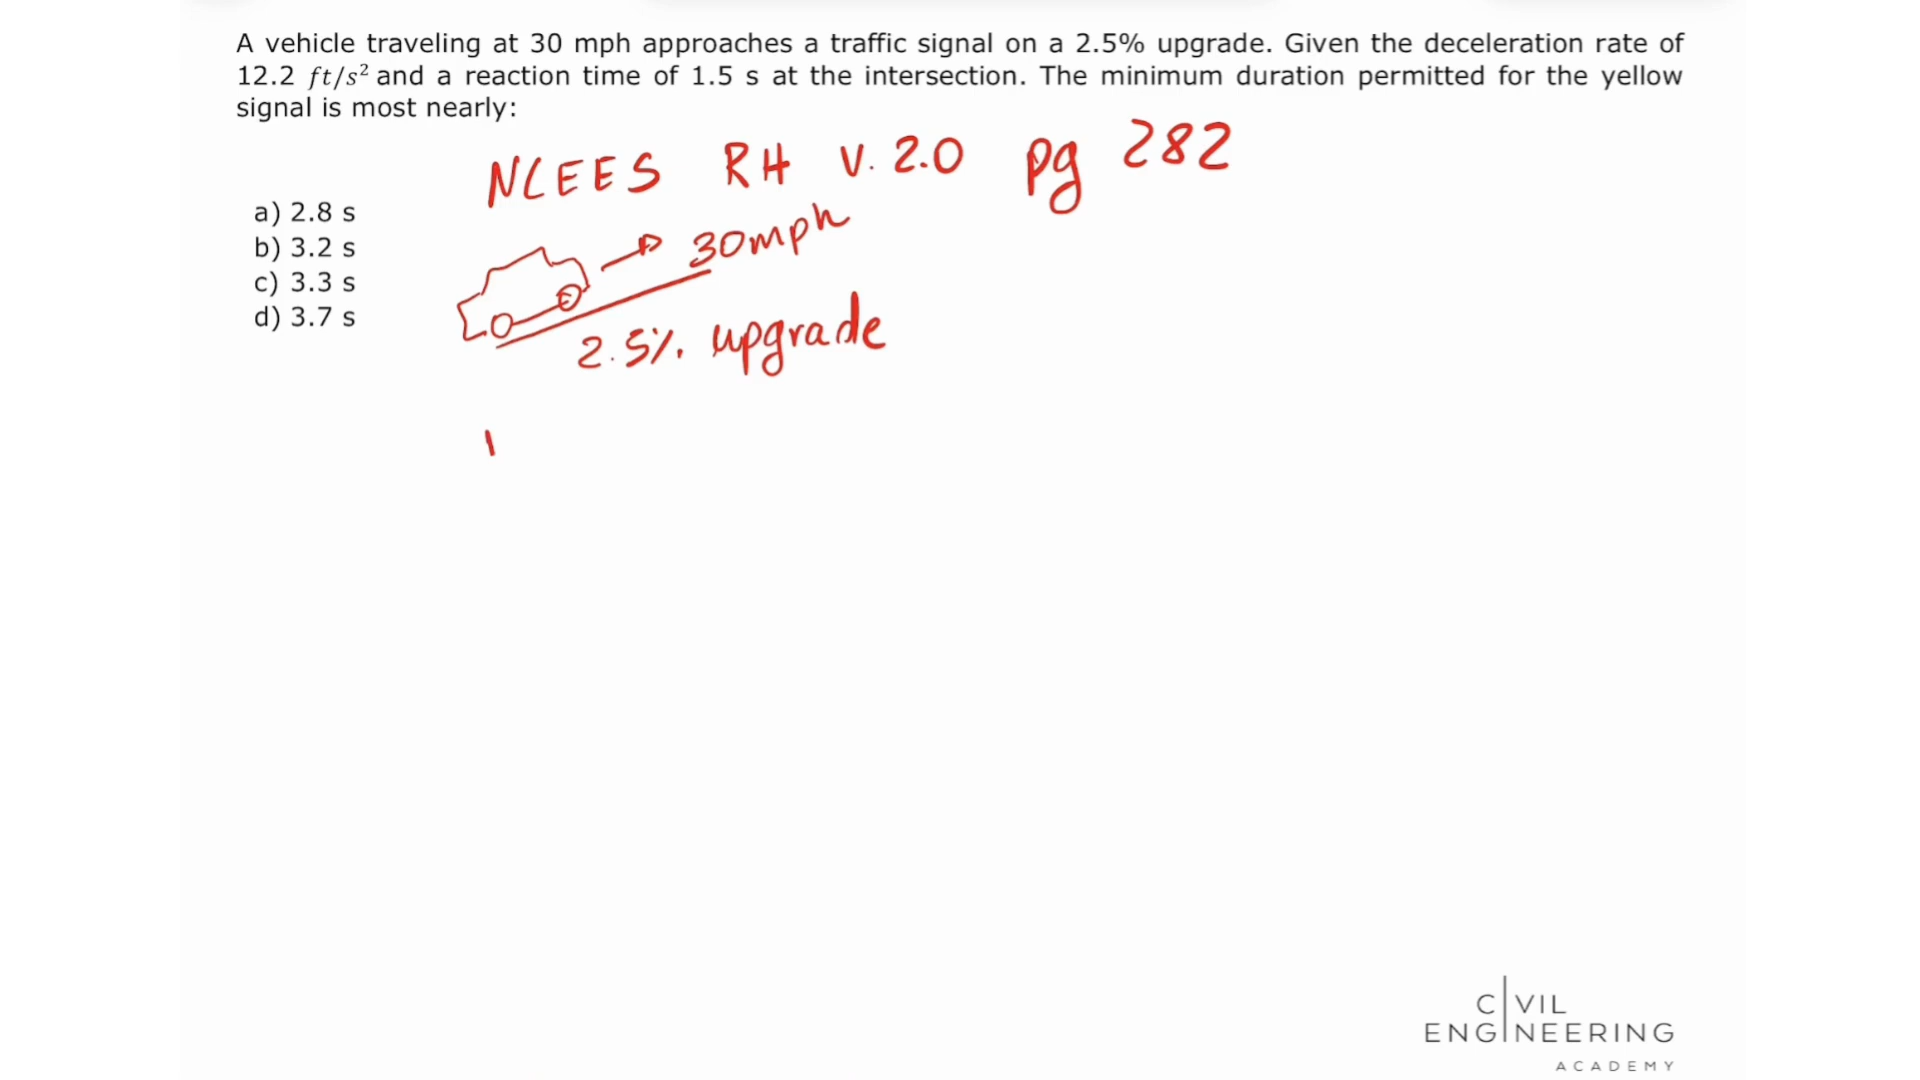 A vehicle traveling at 30 mph approaches a traffic signal on a 2.5% upgrade. Given the deceleration rate of
12.2 ft/s² and a reaction time of 1.5 s at the intersection. The minimum duration permitted for the yellow
signal is most nearly:
NCEES RH v. 2.0 pg 282
a) 2.8 s
b) 3.2 s
c) 3.3 s
d) 3.7 s
30mph
2.5% upgrade
CIVIL
ENGINEERING
ACADEMY